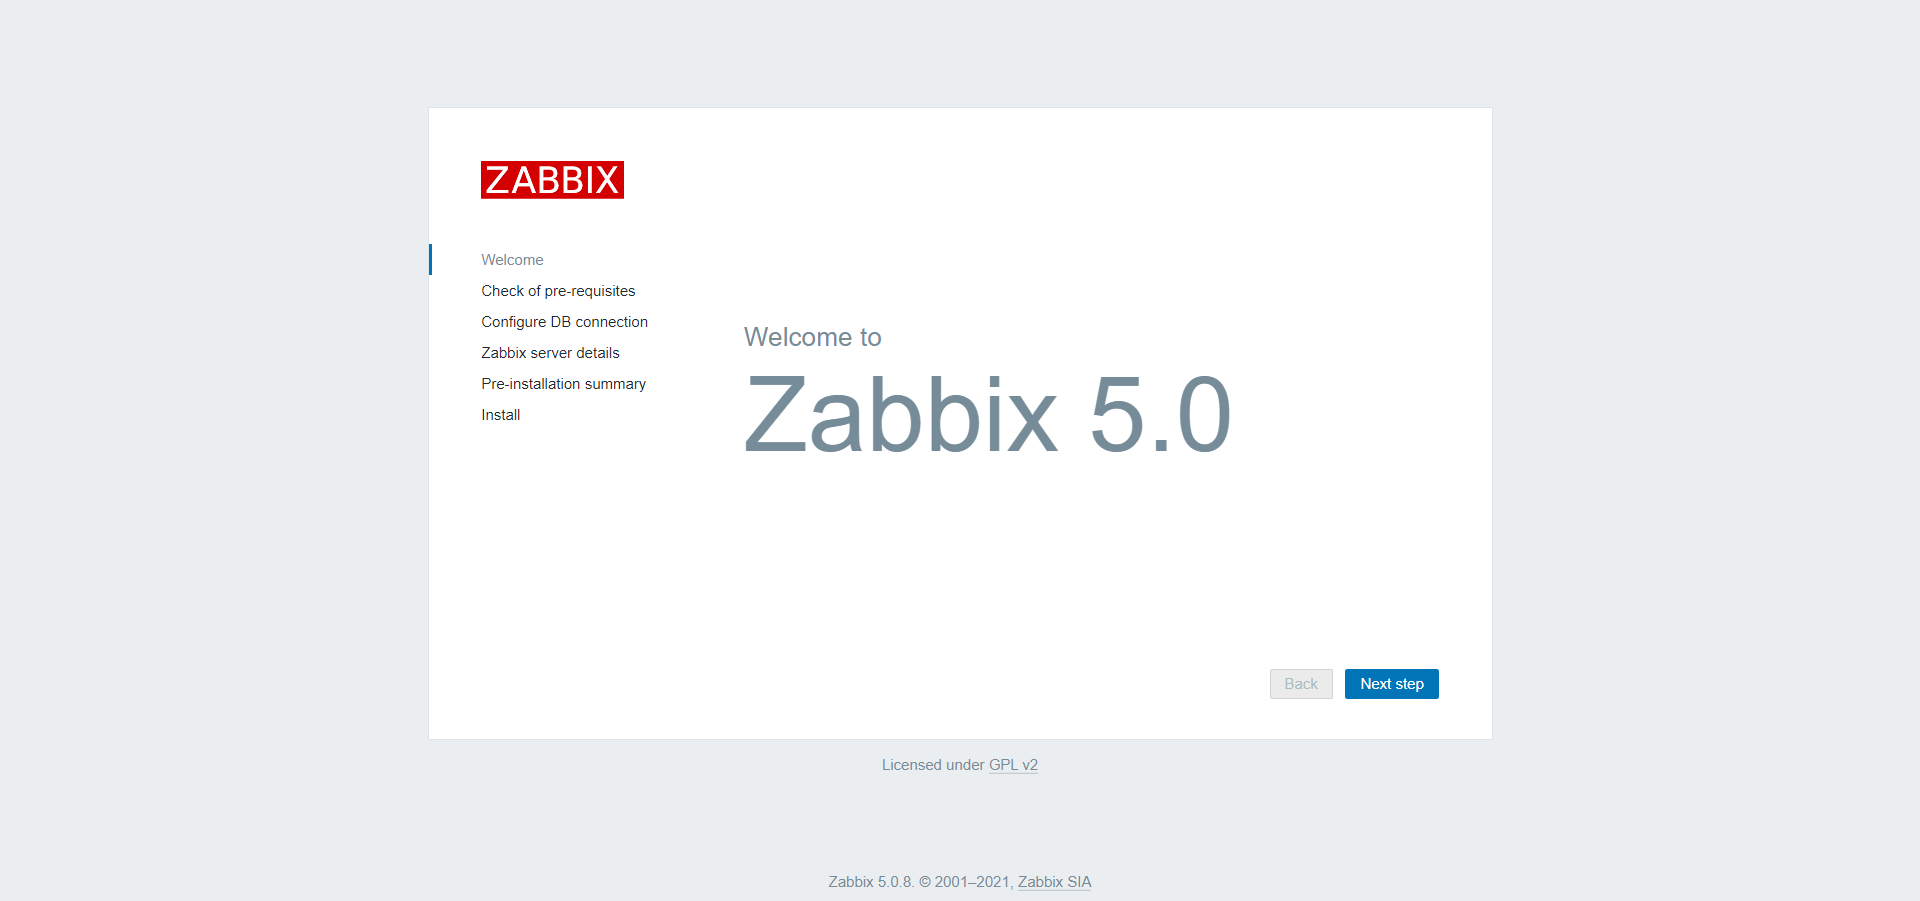 ZABBIX
Welcome
Check of pre-requisites
Configure DB connection
Zabbix server details
Pre-installation summary
Install
Welcome to
Zabbix 5.0
Back
Next step
Licensed under GPL v2
Zabbix 5.0.8. © 2001–2021, Zabbix SIA